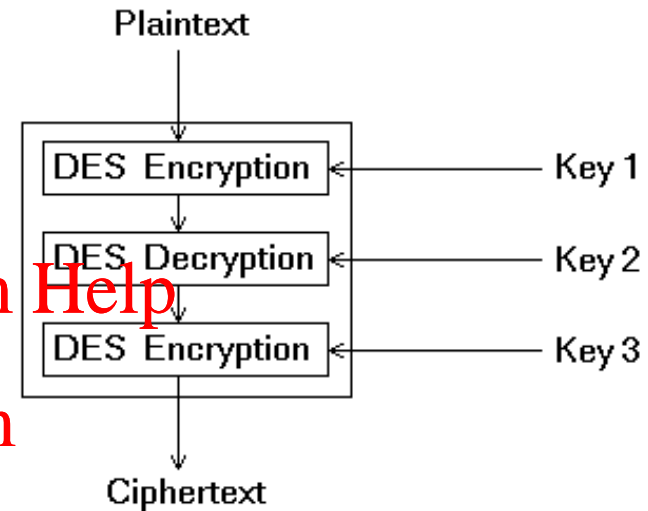 Plaintext
DES Encryption
Key 1
DES Decryption
Key 2
Help
DES Encryption
Key 3
Ciphertext